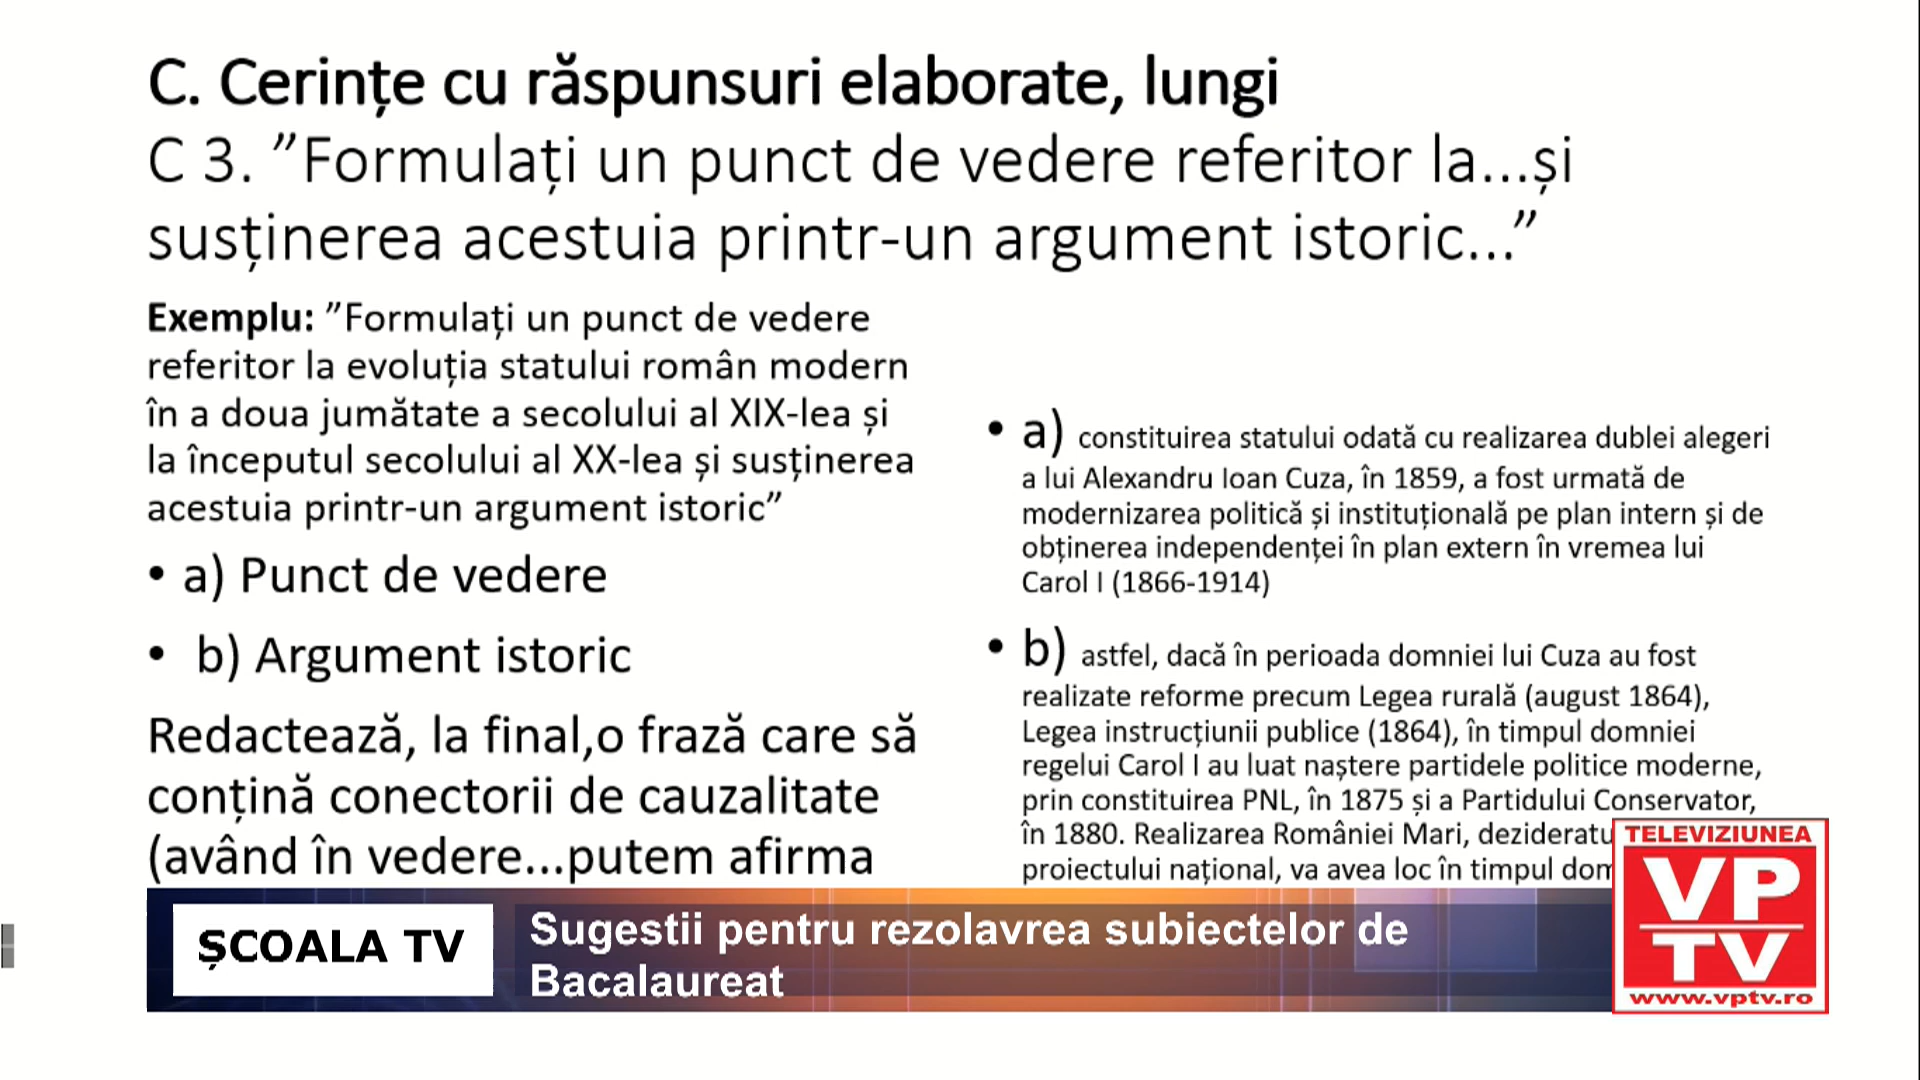 C. Cerințe cu răspunsuri elaborate, lungi
C 3. ”Formulați un punct de vedere referitor la...și
susținerea acestuia printr-un argument istoric...”
Exemplu: ”Formulați un punct de vedere
referitor la evoluția statului român modern
în a doua jumătate a secolului al XIX-lea și
la începutul secolului al XX-lea și susținerea
acestuia printr-un argument istoric”
• a) Punct de vedere
• b) Argument istoric
Redactează, la final,o frază care să
conțină conectorii de cauzalitate
(având în vedere...putem afirma
• a) constituirea statului odată cu realizarea dublei alegeri
a lui Alexandru Ioan Cuza, în 1859, a fost urmată de
modernizarea politică și instituțională pe plan intern și de
obținerea independenței în plan extern în vremea lui
Carol I (1866-1914)
• b) astfel, dacă în perioada domniei lui Cuza au fost
realizate reforme precum Legea rurală (august 1864),
Legea instrucțiunii publice (1864), în timpul domniei
regelui Carol I au luat naștere partidele politice moderne,
prin constituirea PNL, în 1875 și a Partidului Conservator,
în 1880. Realizarea României Mari, dezideratu
proiectului național, va avea loc în timpul dom
ȘCOALA TV
Sugestii pentru rezolavrea subiectelor de
Bacalaureat
TELEVIZIUNEA
VP
TV
www.vptv.ro